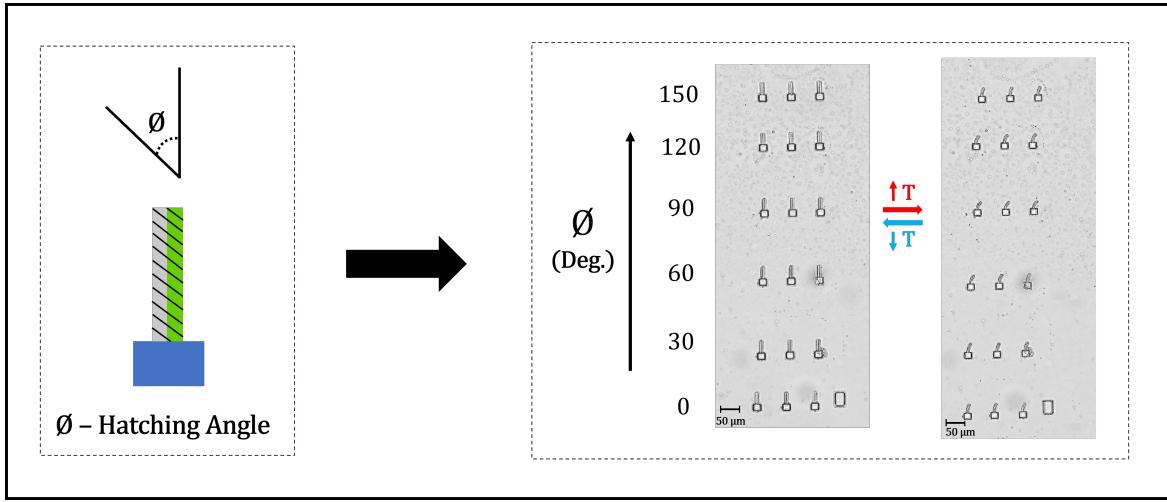 Ø
Ø – Hatching Angle
Ø
(Deg.)
150
120
90
60
30
0
50 μm
T
T
50 μm